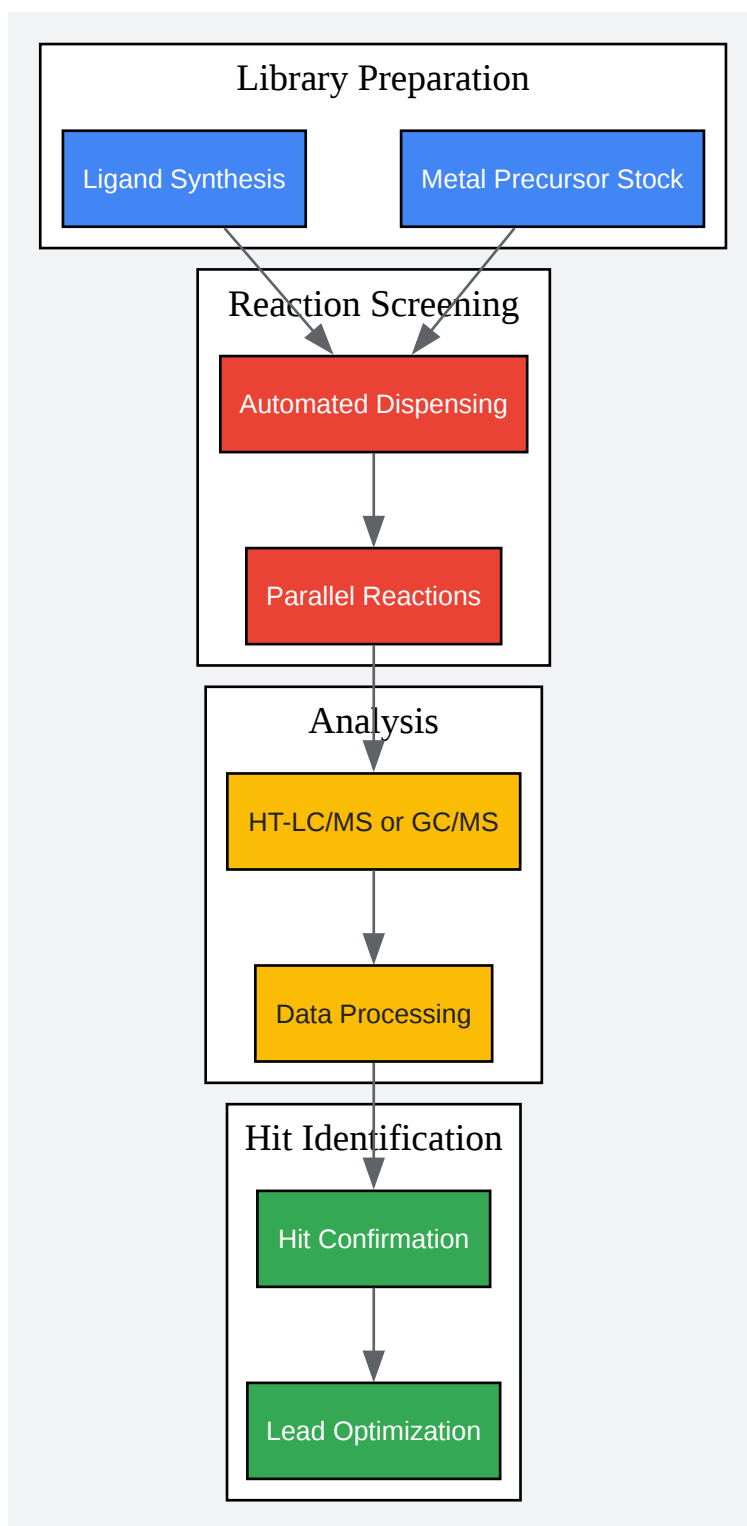 Library Preparation
Ligand Synthesis
Metal Precursor Stock
Reaction Screening
Automated Dispensing
Parallel Reactions
Analysis
HT-LC/MS or GC/MS
Data Processing
Hit Identification
Hit Confirmation
Lead Optimization